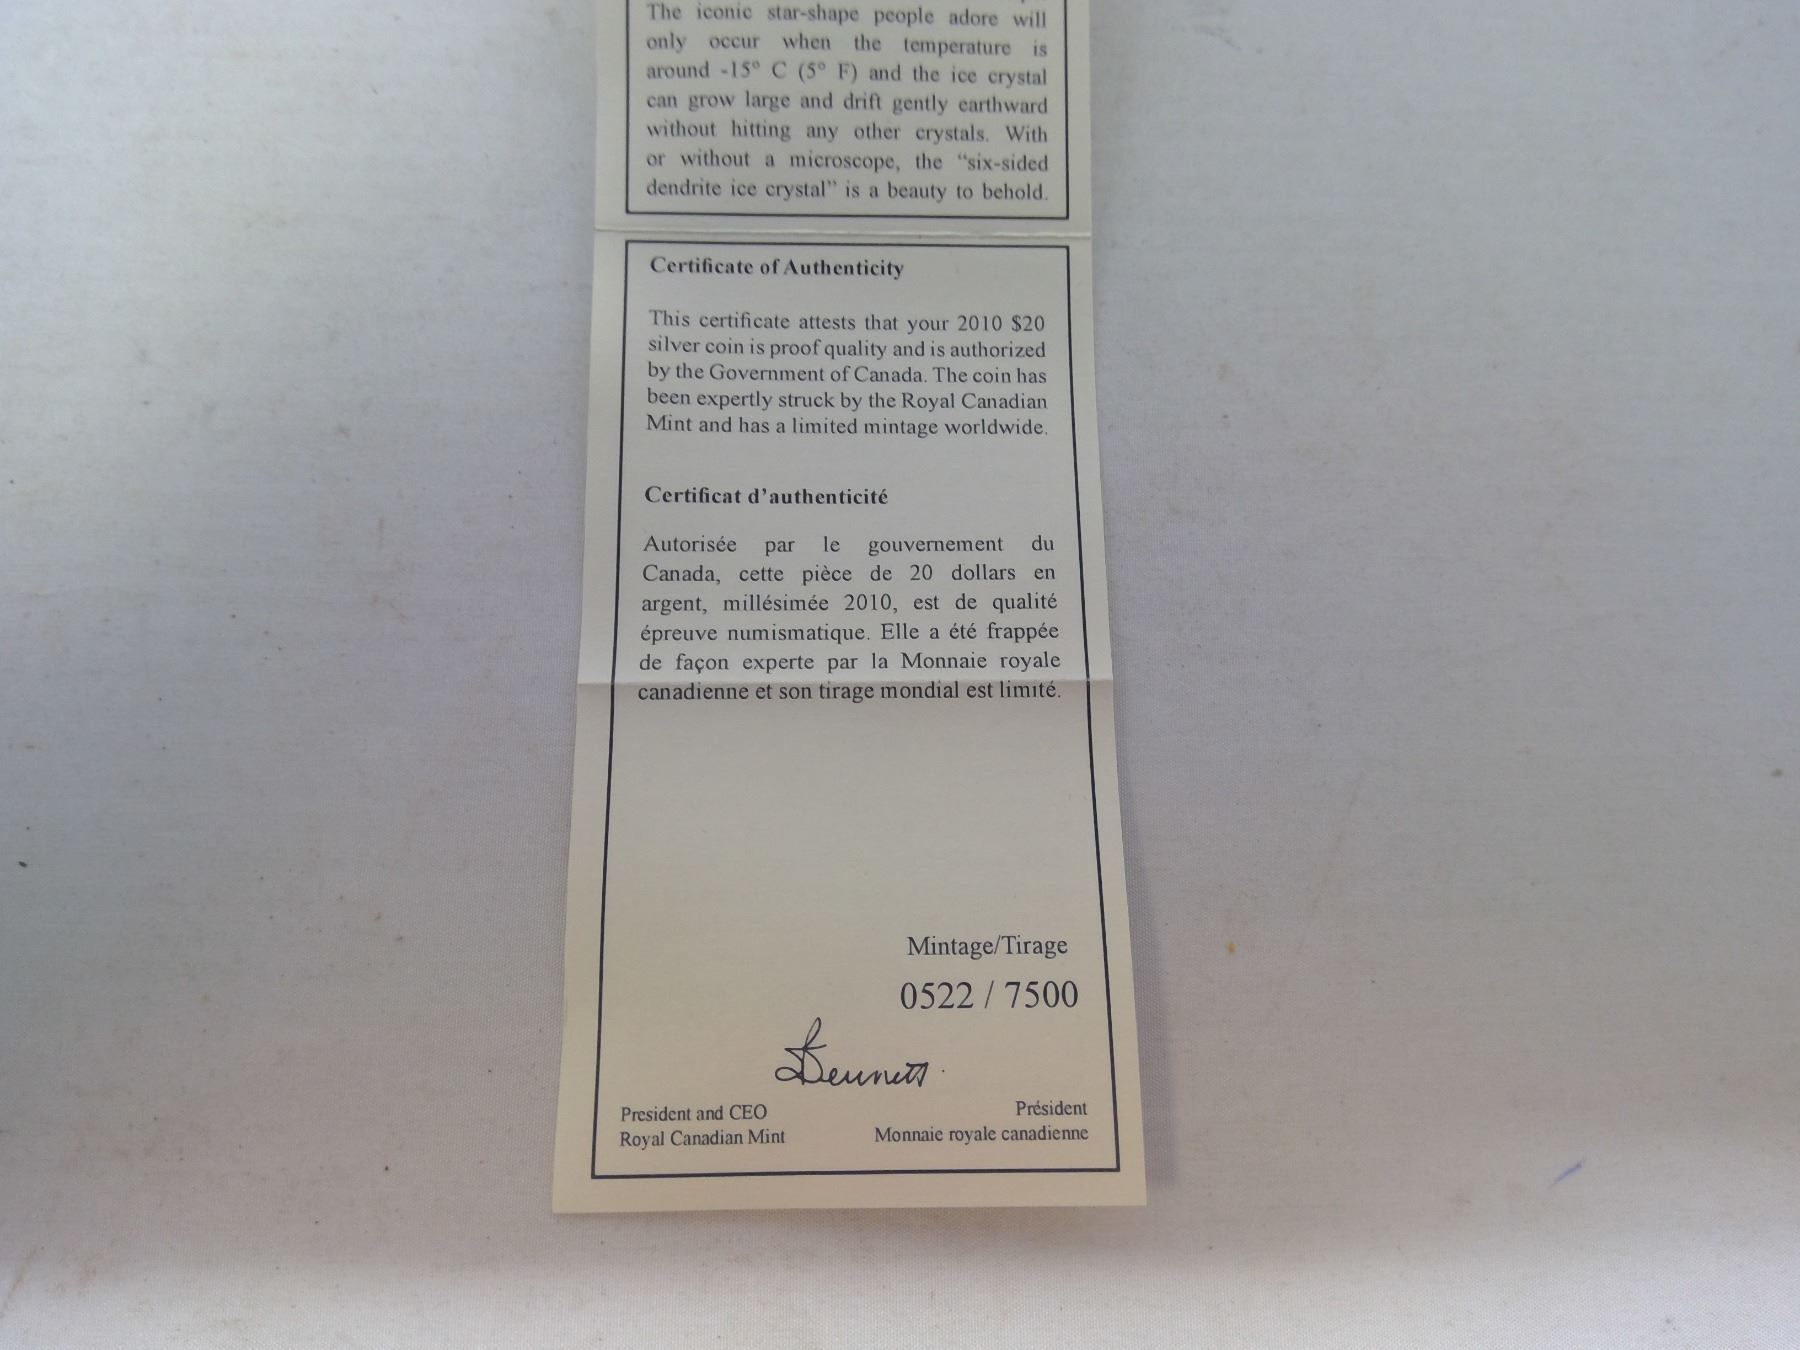 The iconic star-shape people adore will
only occur when the temperature is
around -15° C (5° F) and the ice crystal
can grow large and drift gently earthward
without hitting any other crystals. With
or without a microscope, the “six-sided
dendrite ice crystal” is a beauty to behold.
Certificate of Authenticity
This certificate attests that your 2010 $20
silver coin is proof quality and is authorized
by the Government of Canada. The coin has
been expertly struck by the Royal Canadian
Mint and has a limited mintage worldwide.
Certificat d’authenticité
Autorisée par le gouvernement du
Canada, cette pièce de 20 dollars en
argent, millésimée 2010, est de qualité
épreuve numismatique. Elle a été frappée
de façon experte par la Monnaie royale
canadienne et son tirage mondial est limité.
Mintage/Tirage
0522 / 7500
Bennett
President and CEO
Royal Canadian Mint
Président
Monnaie royale canadienne